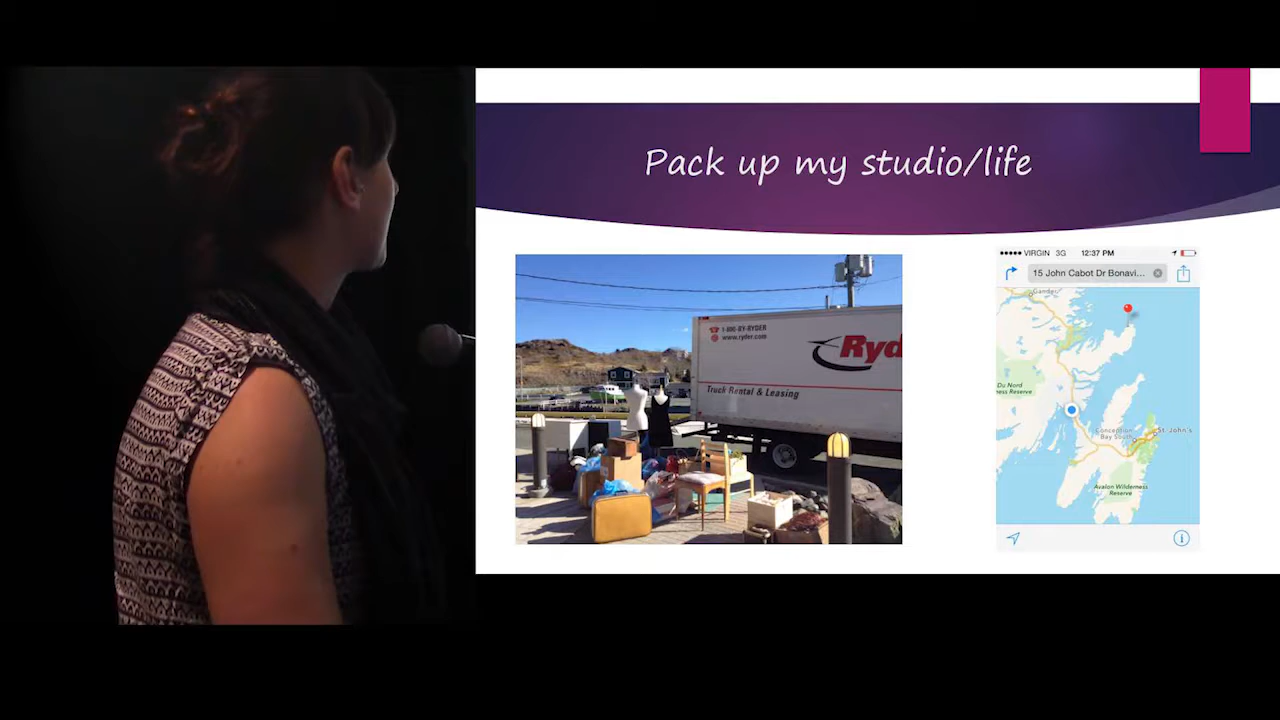 Pack up my studio/life
1-800-BY-RYDER
www.ryder.com
Ryd
Truck Rental & Leasing
VIRGIN 3G 12:37 PM
15 John Cabot Dr Bonavi...
Gander
Du Nord
ness Reserve
Conception
Bay South
St. John's
Avalon Wilderness
Reserve